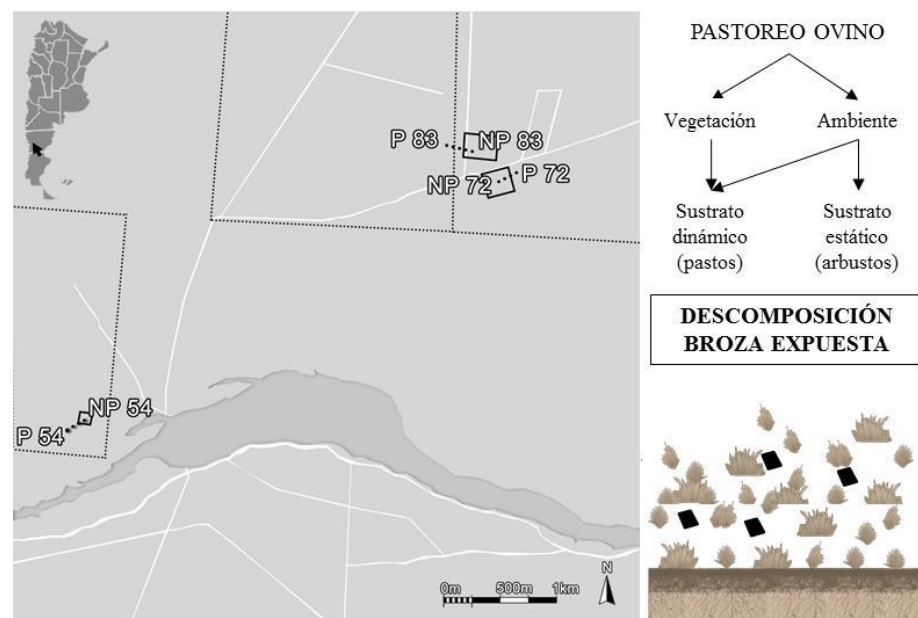 P 83 NP 83
NP 72 P 72
NP 54
P 54
0m 500m 1km
N
PASTOREO OVINO
Vegetación Ambiente
Sustrato Sustrato
dinámico estático
(pastos) (arbustos)
DESCOMPOSICIÓN
BROZA EXPUESTA